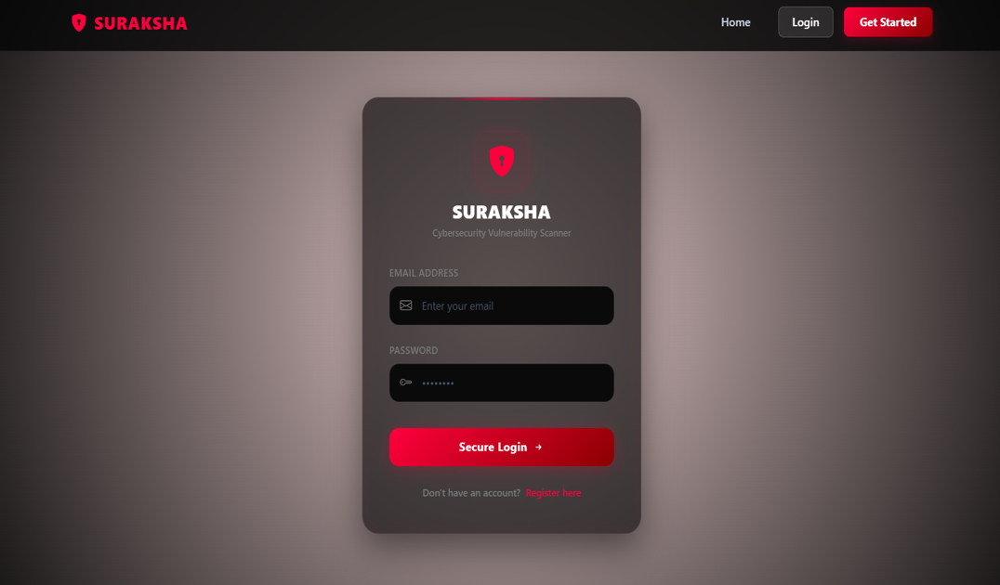 SURAKSHA
Home
Login
Get Started
SURAKSHA
Cybersecurity Vulnerability Scanner
EMAIL ADDRESS
Enter your email
PASSWORD
••••••••
Secure Login →
Don't have an account? Register here